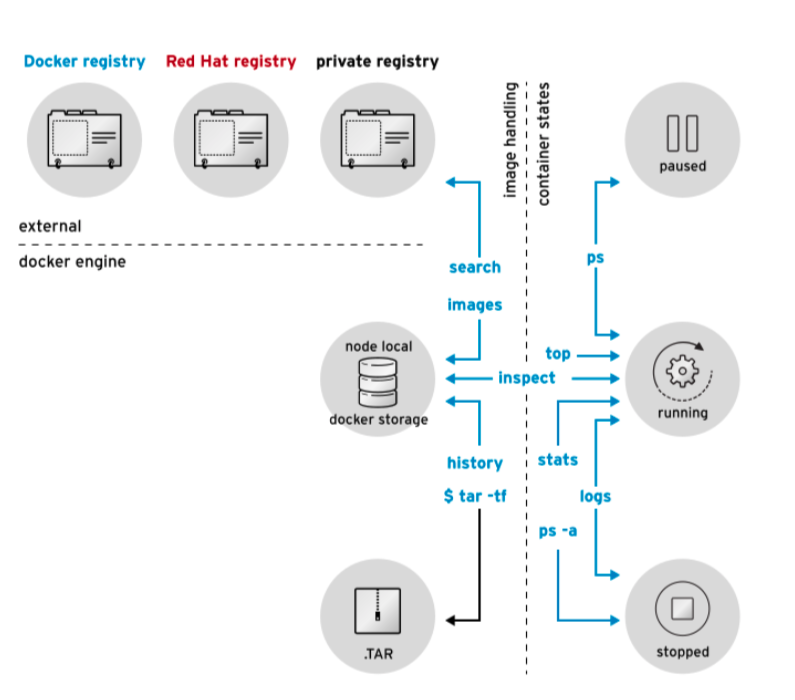 Docker registry
Red Hat registry
private registry
image handling
container states
paused
external
docker engine
search
ps
images
node local
docker storage
top
inspect
running
history
stats
$ tar -tf
logs
ps -a
.TAR
stopped